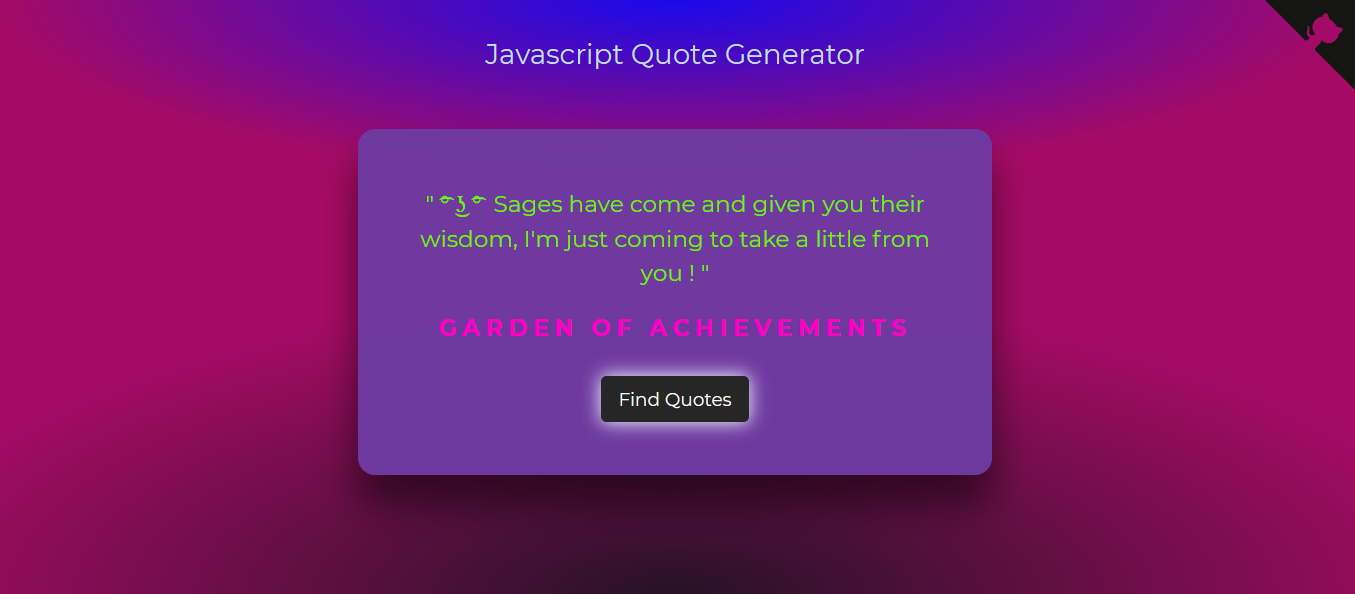 Javascript Quote Generator
" ͡° ͜ʖ ͡° Sages have come and given you their
wisdom, I'm just coming to take a little from
you ! "
GARDEN OF ACHIEVEMENTS
Find Quotes